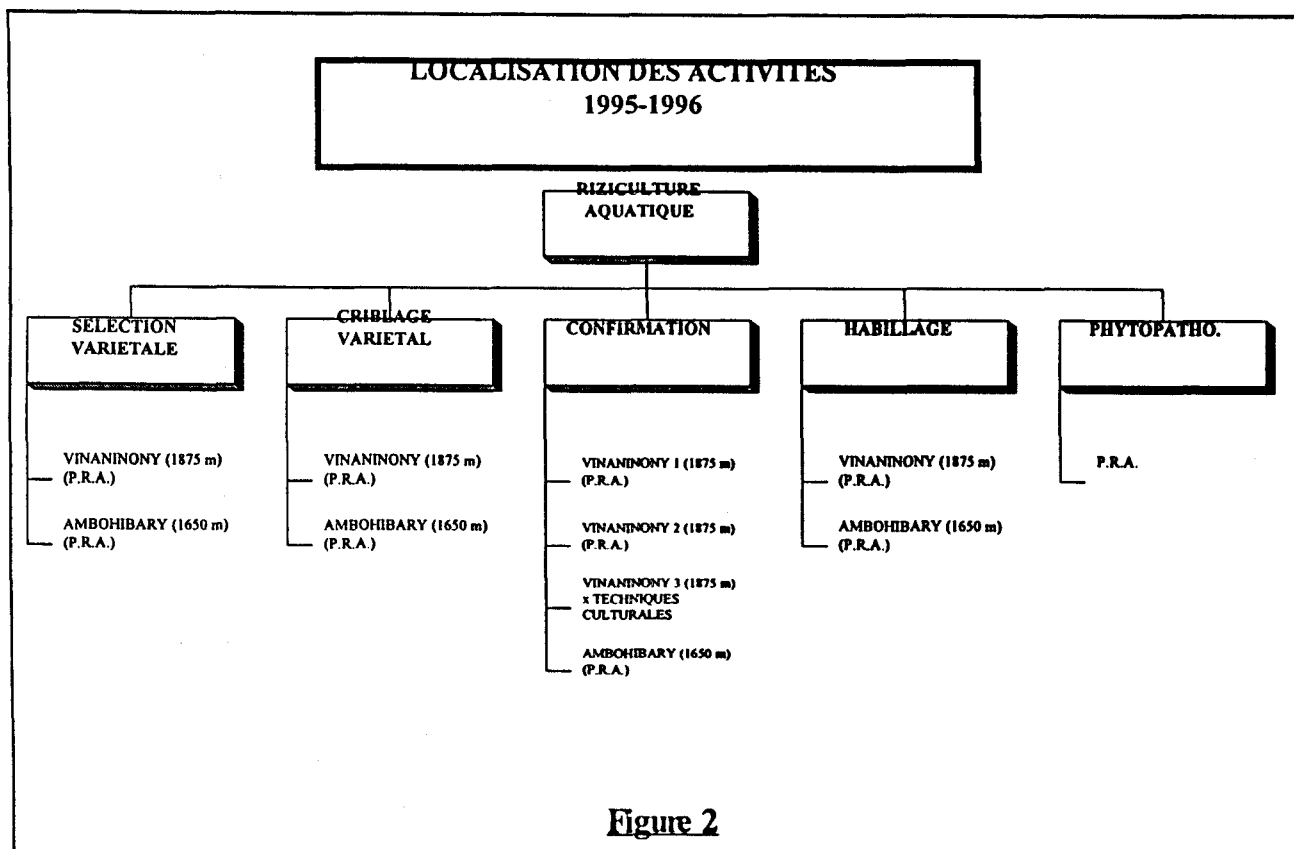 LOCALISATION DES ACTIVITES
1995-1996
RIZICULTURE
AQUATIQUE
SELECTION
VARIETALE
VINANINONY (1875 m)
(P.R.A.)
AMBOHIBARY (1650 m)
(P.R.A.)
CRIBLAGE
VARIETAL
VINANINONY (1875 m)
(P.R.A.)
AMBOHIBARY (1650 m)
(P.R.A.)
CONFIRMATION
VINANINONY 1 (1875 m)
(P.R.A.)
VINANINONY 2 (1875 m)
(P.R.A.)
VINANINONY 3 (1875 m)
x TECHNIQUES
CULTURALES
AMBOHIBARY (1650 m)
(P.R.A.)
HABILLAGE
VINANINONY (1875 m)
(P.R.A.)
AMBOHIBARY (1650 m)
(P.R.A.)
PHYTOPATHO.
P.R.A.
Figure 2